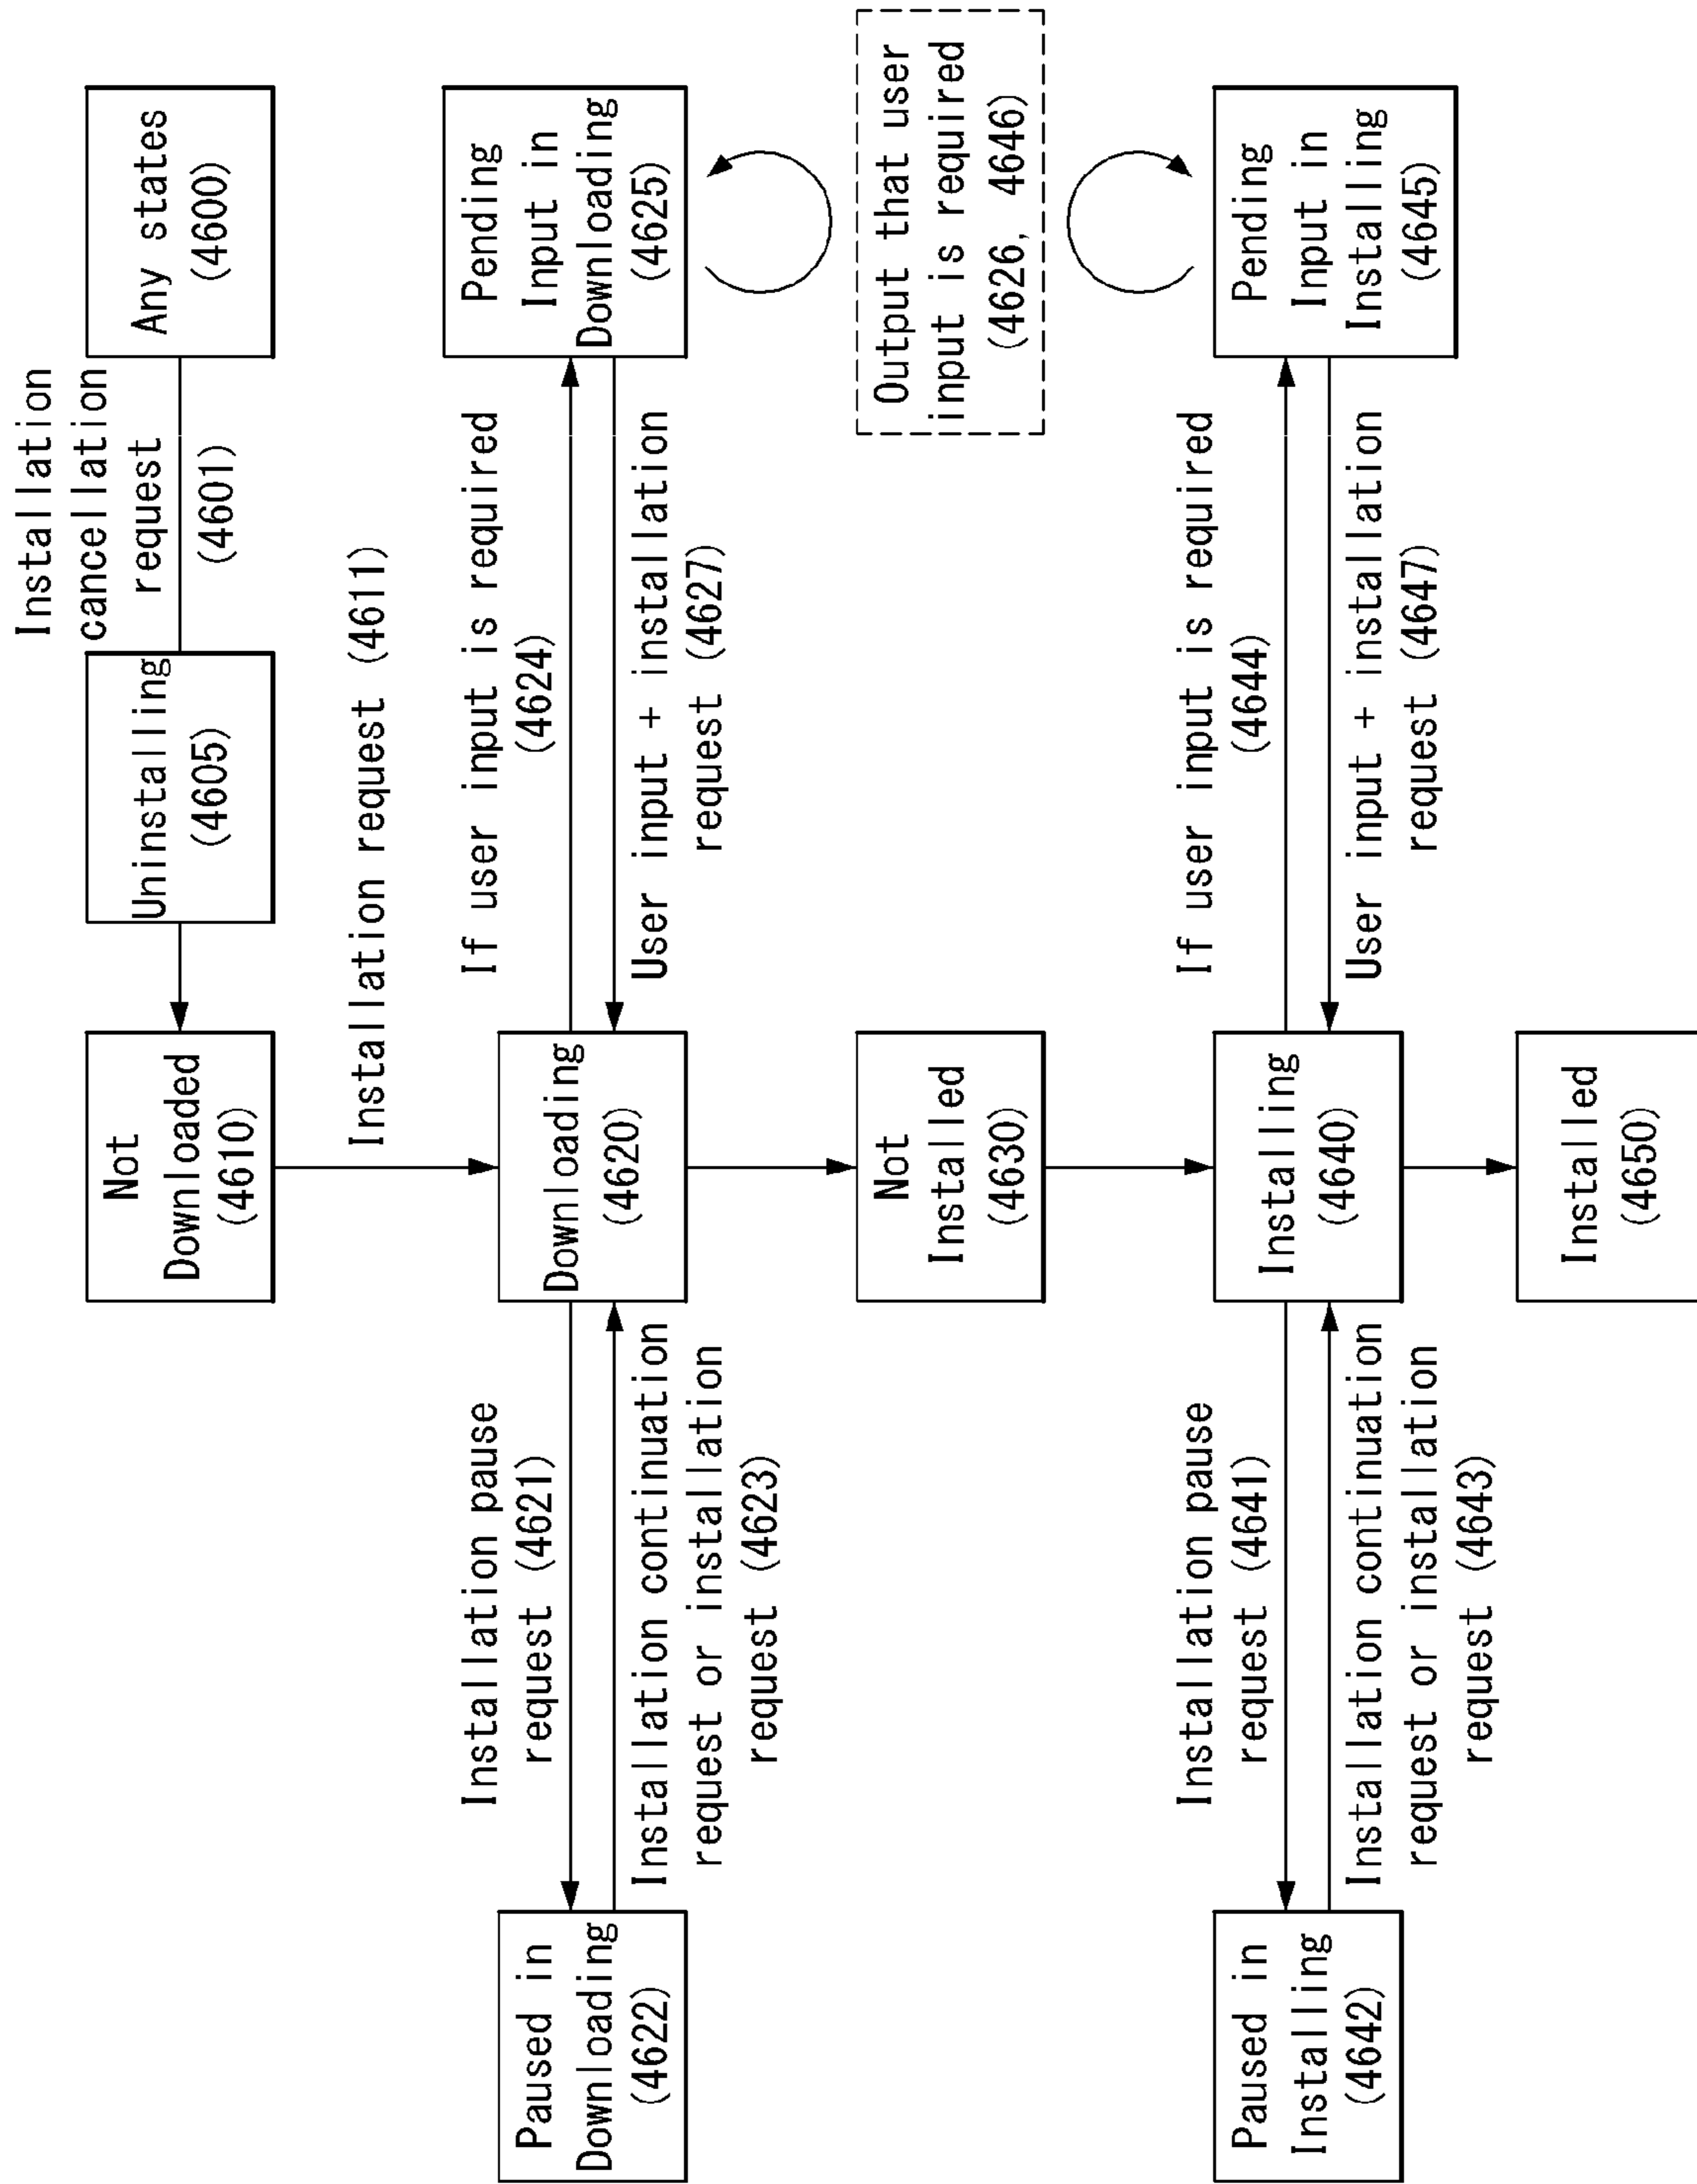 Installation
cancellation
request
(4601)
Not
Downloaded
(4610)
Uninstalling
(4605)
Any states
(4600)
Installation request (4611)
Installation pause
request (4621)
If user input is required
(4624)
Paused in
Downloading
(4622)
Downloading
(4620)
Pending
Input in
Downloading
(4625)
Installation continuation
request or installation
request (4623)
User input + installation
request (4627)
Not
Installed
(4630)
Output that user
input is required
(4626, 4646)
Installation pause
request (4641)
If user input is required
(4644)
Paused in
Installing
(4642)
Installing
(4640)
Pending
Input in
Installing
(4645)
Installation continuation
request or installation
request (4643)
User input + installation
request (4647)
Installed
(4650)